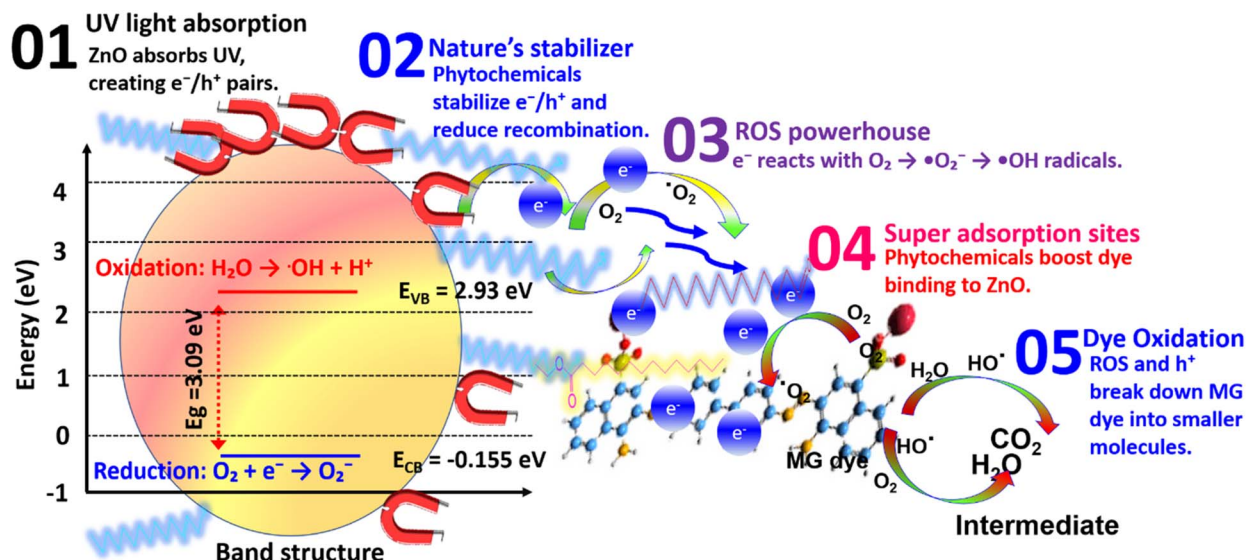 01
UV light absorption
ZnO absorbs UV,
creating e⁻/h⁺ pairs.
02
Nature's stabilizer
Phytochemicals
stabilize e⁻/h⁺ and
reduce recombination.
03
ROS powerhouse
e⁻ reacts with O₂ → •O₂⁻ → •OH radicals.
04
Super adsorption sites
Phytochemicals boost dye
binding to ZnO.
05
Dye Oxidation
ROS and h⁺
break down MG
dye into smaller
molecules.
Energy (eV)
4
3
2
1
0
-1
Oxidation: H₂O → ·OH + H⁺
Eg =3.09 eV
Reduction: O₂ + e⁻ → O₂⁻
E_VB = 2.93 eV
E_CB = -0.155 eV
Band structure
e⁻
e⁻
O₂
·O₂
e⁻
e⁻
e⁻
O₂
O₂
·O₂
e⁻
e⁻
O
O
MG dye
H₂O
HO·
HO·
O₂
CO₂
H₂O
Intermediate